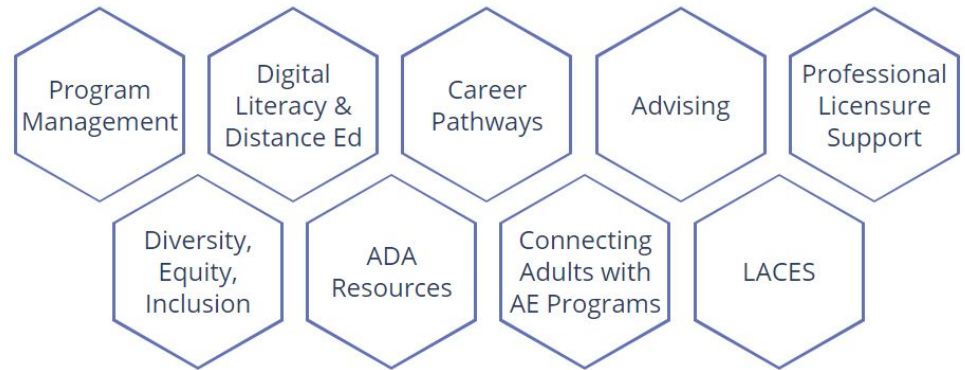 Program
Management
Digital
Literacy &
Distance Ed
Career
Pathways
Advising
Professional
Licensure
Support
Diversity,
Equity,
Inclusion
ADA
Resources
Connecting
Adults with
AE Programs
LACES